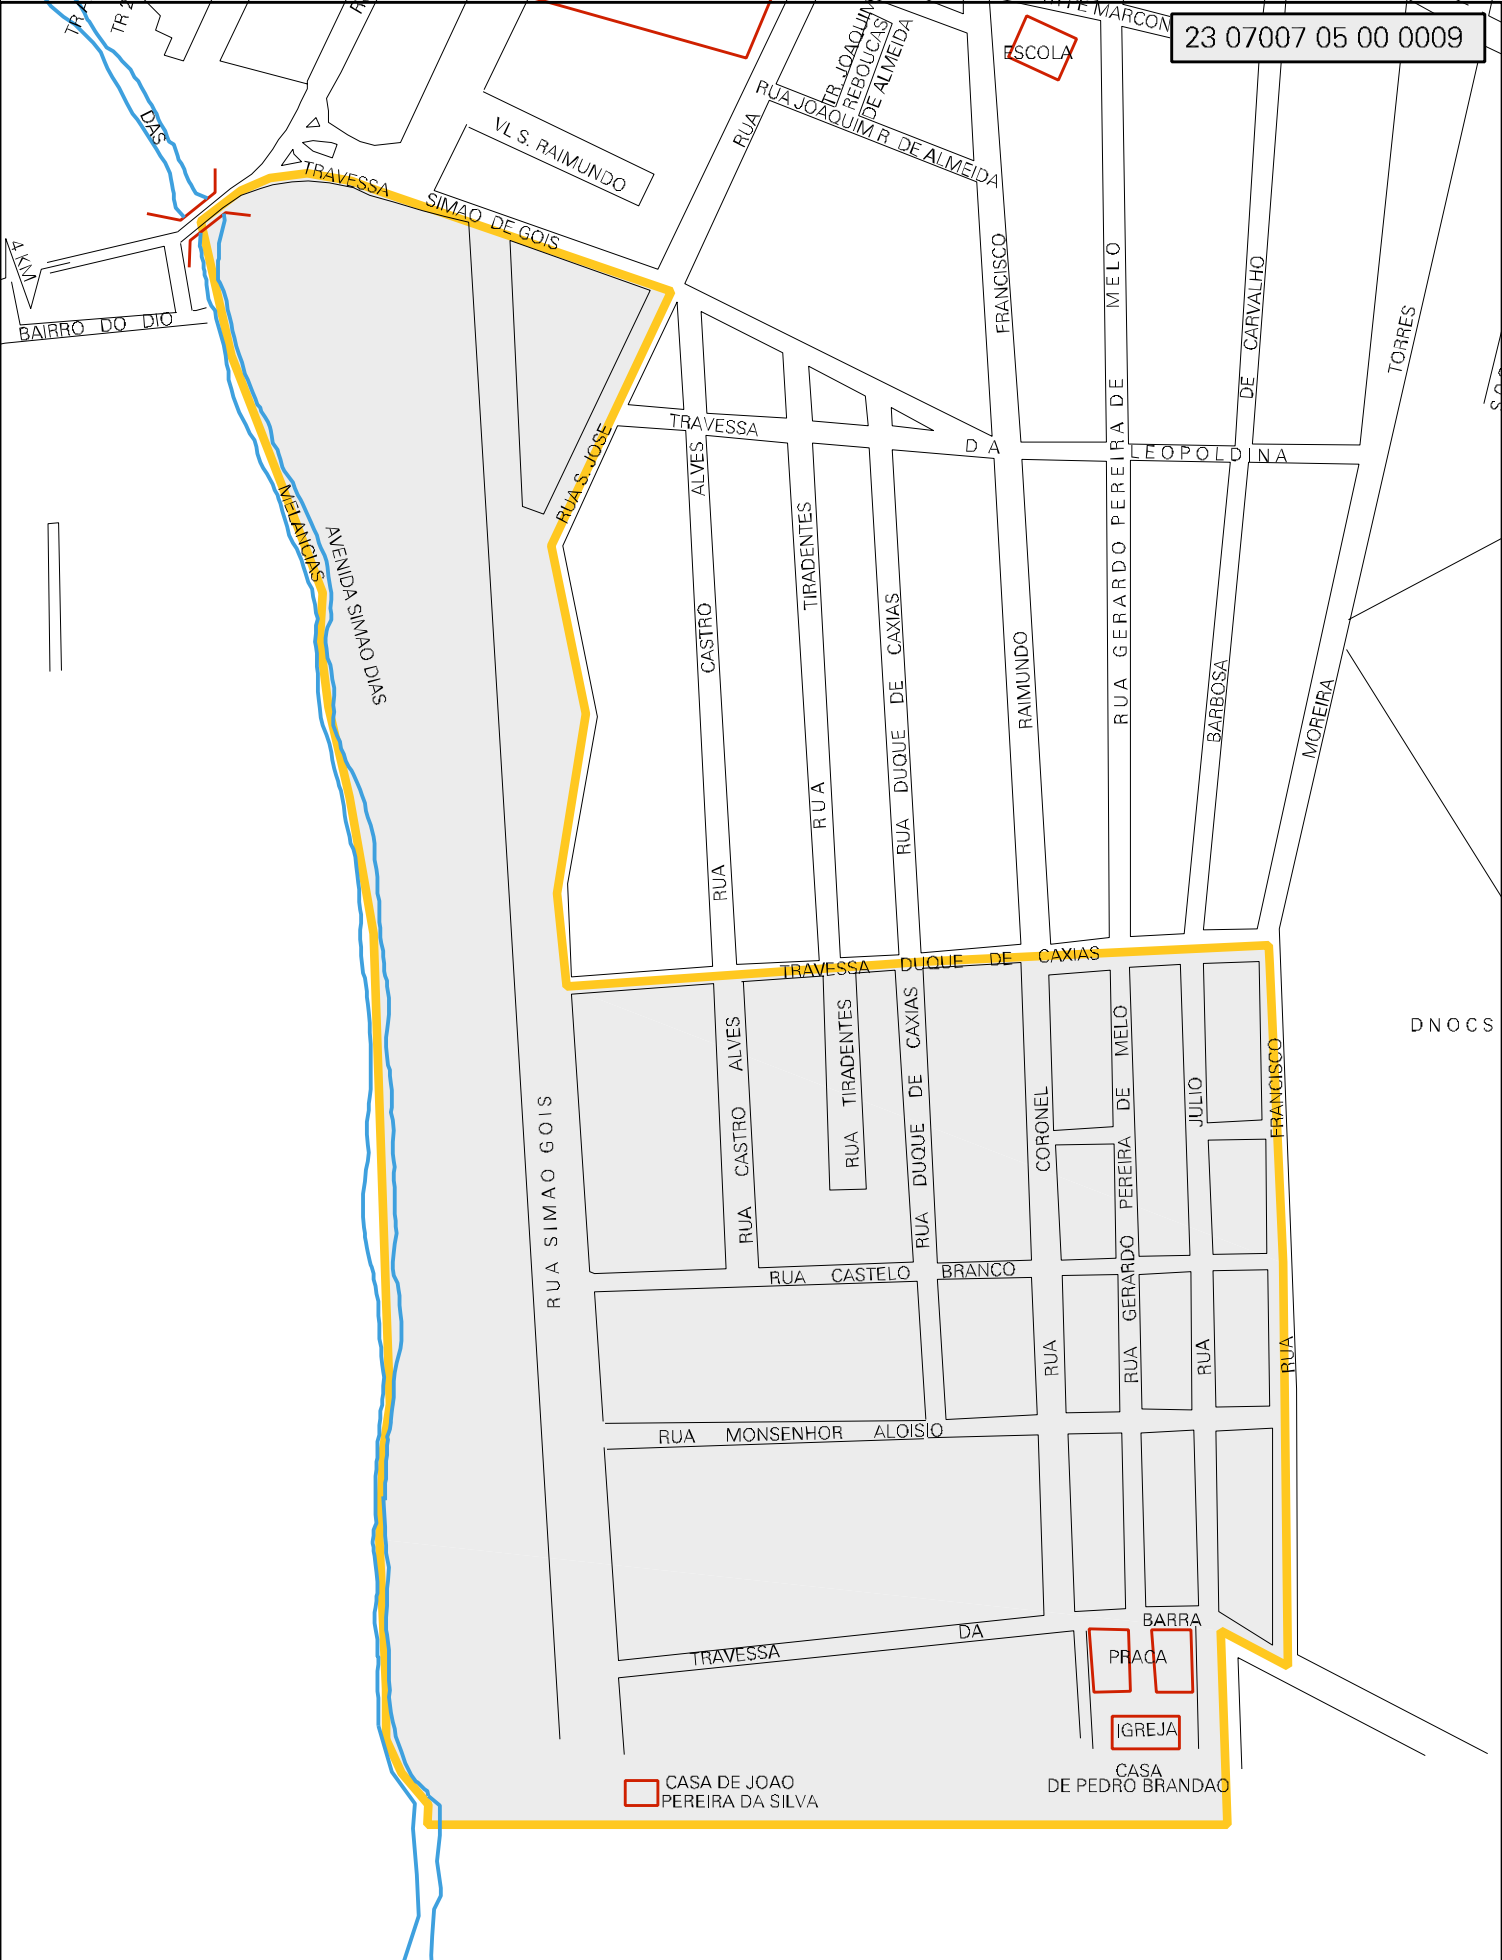 23 07007 05 00 0009
ESCOLA
TR. JOAQUIM
REBOUCAS
DE ALMEIDA
RUA JOAQUIM R. DE ALMEIDA
RUA
VL S. RAIMUNDO
DAS
TRAVESSA
SIMAO DE GOIS
4 KM
BAIRRO DO DIO
FRANCISCO
MELO
DE CARVALHO
TORRES
TRAVESSA
DA
LEOPOLDINA
RUA S. JOSE
MELANCIAS
AVENIDA SIMAO DIAS
RUA CASTRO ALVES
RUA TIRADENTES
RUA DUQUE DE CAXIAS
RAIMUNDO
RUA GERARDO PEREIRA DE
BARBOSA
MOREIRA
TRAVESSA DUQUE DE CAXIAS
DNOCS
RUA SIMAO GOIS
RUA CASTRO ALVES
RUA TIRADENTES
RUA DUQUE DE CAXIAS
RUA CORONEL
RUA GERARDO PEREIRA DE MELO
RUA JULIO
RUA FRANCISCO
RUA CASTELO BRANCO
RUA MONSENHOR ALOISIO
TRAVESSA DA
BARRA
PRACA
IGREJA
CASA
DE PEDRO BRANDAO
CASA DE JOAO
PEREIRA DA SILVA